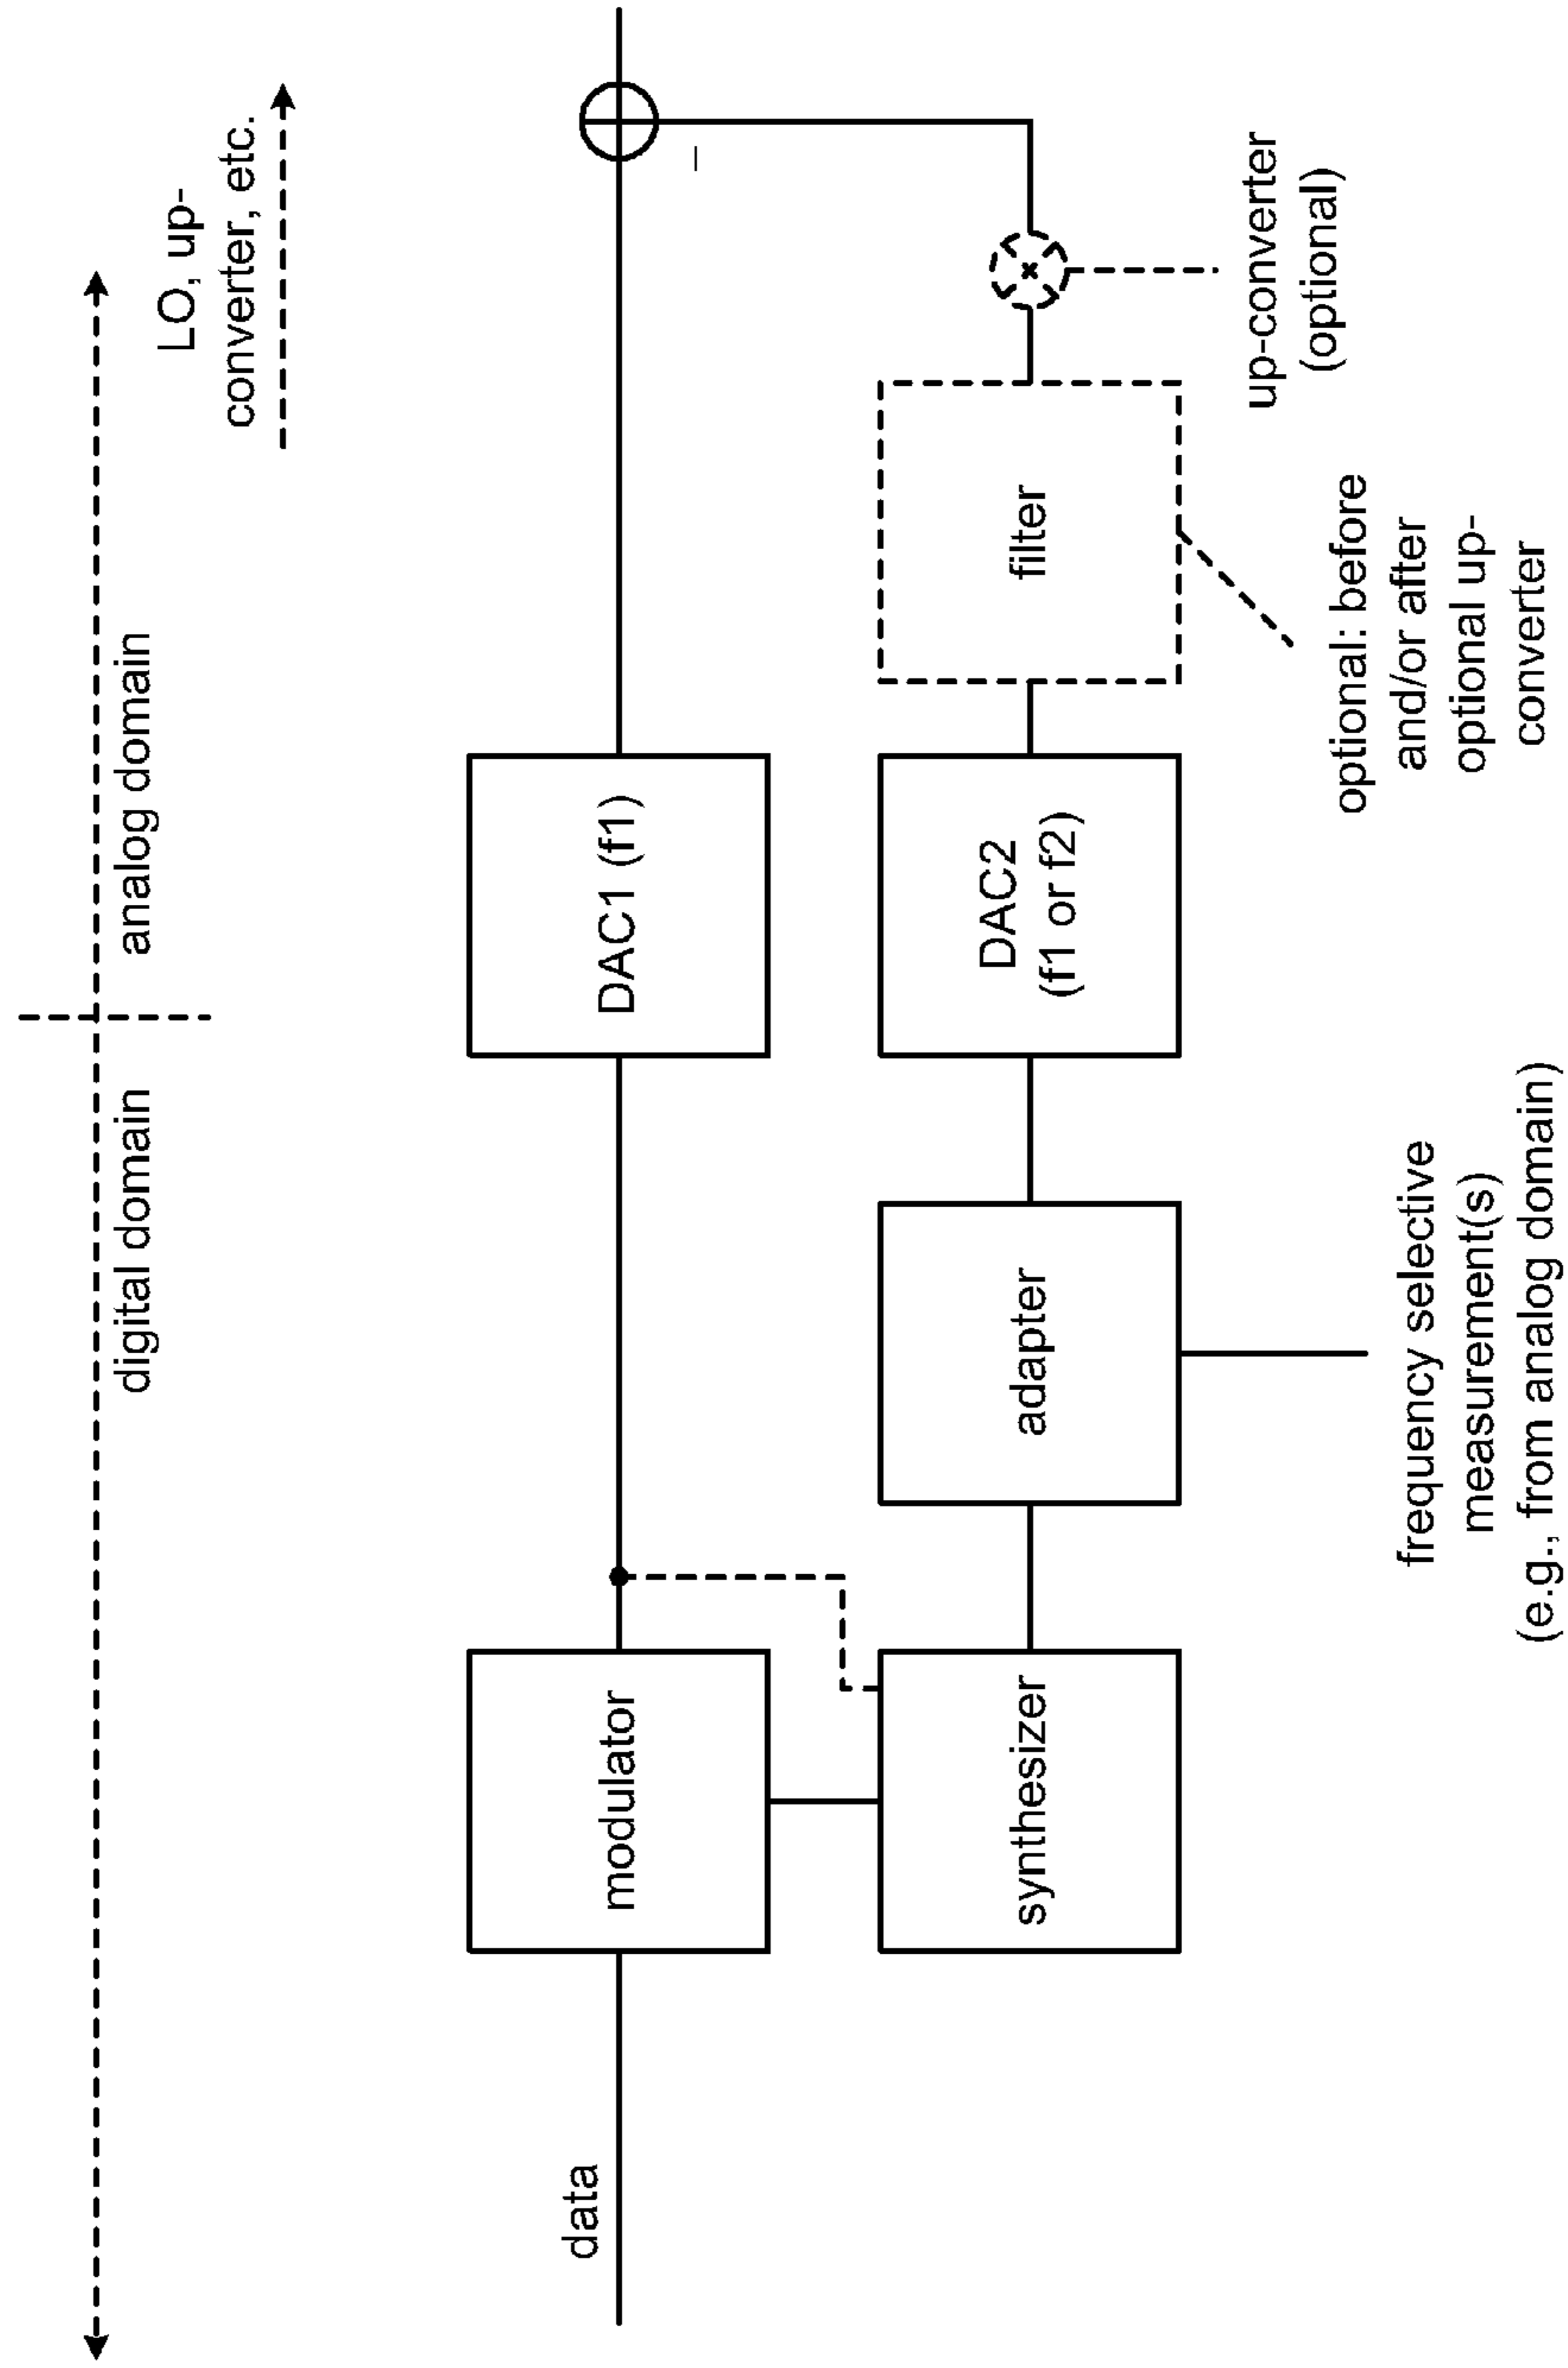 digital domain
analog domain
LO, up-
converter, etc.
data
modulator
DAC1 (f1)
–
synthesizer
adapter
DAC2
(f1 or f2)
filter
up-converter
(optional)
optional: before
and/or after
optional up-
converter
frequency selective
measurement(s)
(e.g., from analog domain)